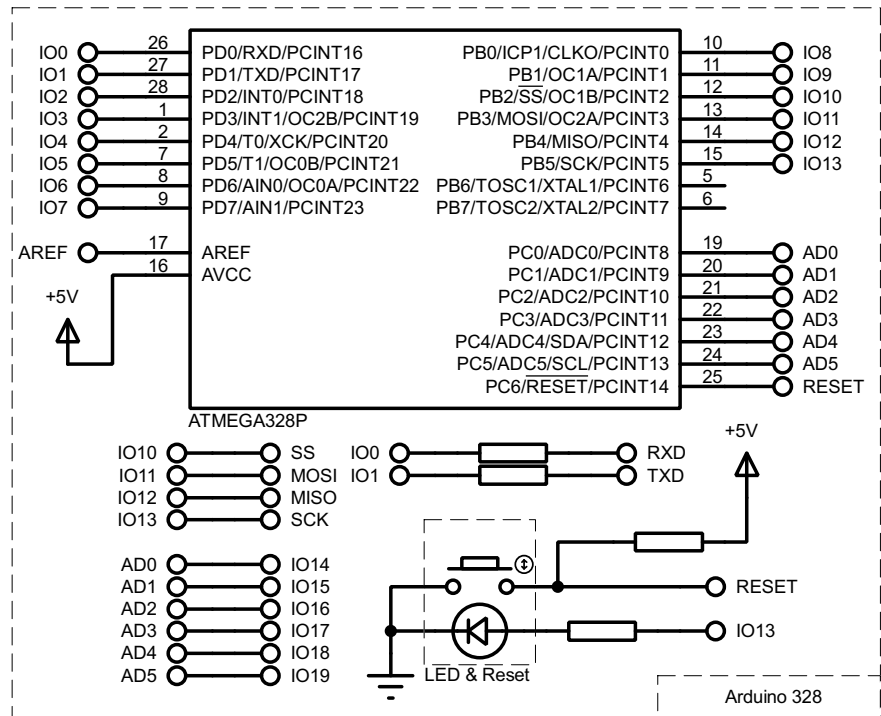 IO0 26 PD0/RXD/PCINT16 PB0/ICP1/CLKO/PCINT0 10 IO8
IO1 27 PD1/TXD/PCINT17 PB1/OC1A/PCINT1 11 IO9
IO2 28 PD2/INT0/PCINT18 PB2/SS/OC1B/PCINT2 12 IO10
IO3 1 PD3/INT1/OC2B/PCINT19 PB3/MOSI/OC2A/PCINT3 13 IO11
IO4 2 PD4/T0/XCK/PCINT20 PB4/MISO/PCINT4 14 IO12
IO5 7 PD5/T1/OC0B/PCINT21 PB5/SCK/PCINT5 15 IO13
IO6 8 PD6/AIN0/OC0A/PCINT22 PB6/TOSC1/XTAL1/PCINT6 5
IO7 9 PD7/AIN1/PCINT23 PB7/TOSC2/XTAL2/PCINT7 6
AREF 17 AREF PC0/ADC0/PCINT8 19 AD0
16 AVCC PC1/ADC1/PCINT9 20 AD1
+5V PC2/ADC2/PCINT10 21 AD2
PC3/ADC3/PCINT11 22 AD3
PC4/ADC4/SDA/PCINT12 23 AD4
PC5/ADC5/SCL/PCINT13 24 AD5
PC6/RESET/PCINT14 25 RESET
ATMEGA328P
+5V
IO10 SS IO0 RXD
IO11 MOSI IO1 TXD
IO12 MISO
IO13 SCK
AD0 IO14
AD1 IO15 RESET
AD2 IO16
AD3 IO17 IO13
AD4 IO18
AD5 IO19 LED & Reset
Arduino 328